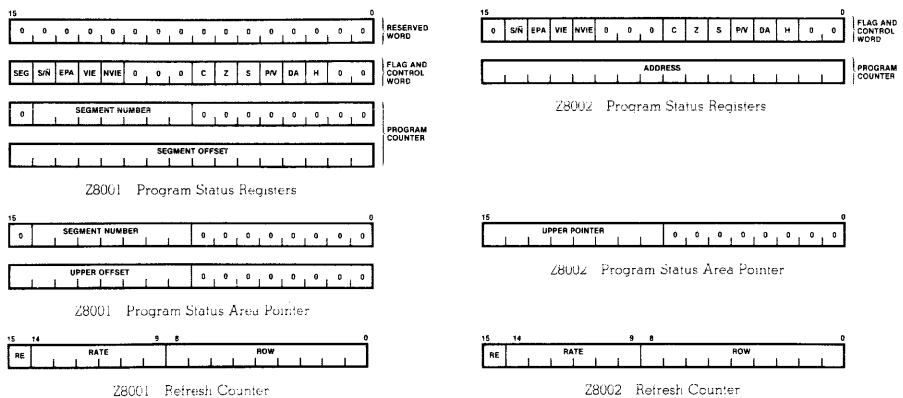 15 0
0 0 0 0 0 0 0 0 0 0 0 0 0 0 0 0
RESERVED
WORD
SEG S/N̄ EPA VIE NVIE 0 0 0 C Z S P/V DA H 0 0
FLAG AND
CONTROL
WORD
0 SEGMENT NUMBER 0 0 0 0 0 0 0 0
SEGMENT OFFSET
PROGRAM
COUNTER
Z8001 Program Status Registers
15 0
0 S/N̄ EPA VIE NVIE 0 0 0 C Z S P/V DA H 0 0
FLAG AND
CONTROL
WORD
ADDRESS
PROGRAM
COUNTER
Z8002 Program Status Registers
15 0
0 SEGMENT NUMBER 0 0 0 0 0 0 0 0
UPPER OFFSET 0 0 0 0 0 0 0 0
Z8001 Program Status Area Pointer
15 0
UPPER POINTER 0 0 0 0 0 0 0 0
Z8002 Program Status Area Pointer
15 14 9 8 0
RE RATE ROW
Z8001 Refresh Counter
15 14 9 8 0
RE RATE ROW
Z8002 Refresh Counter